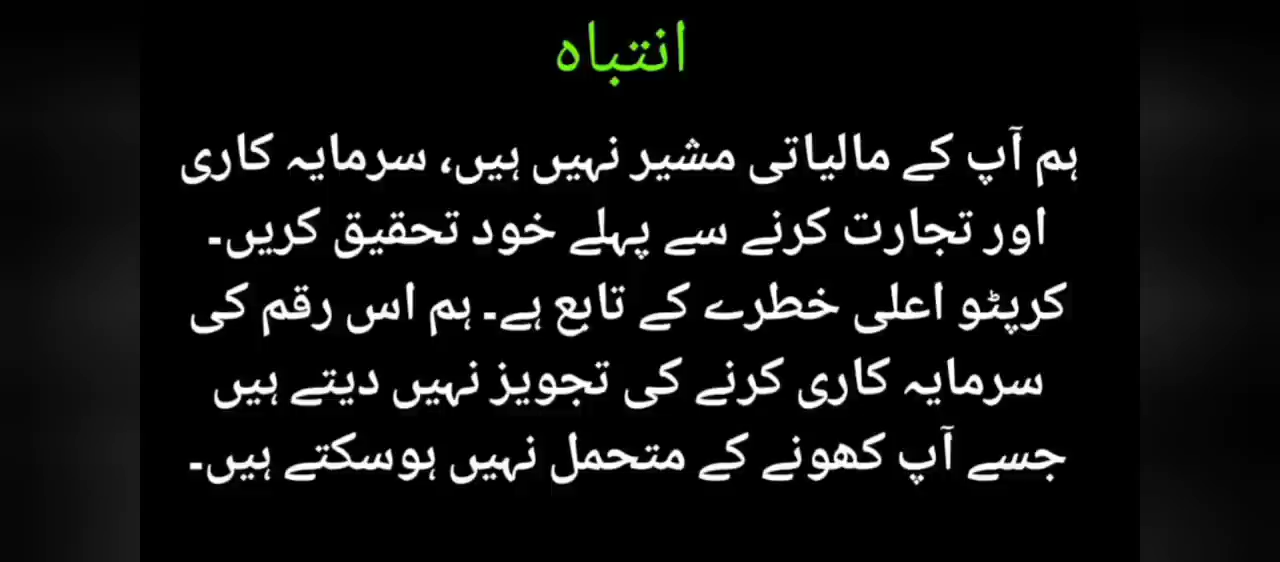 انتباہ
ہم آپ کے مالیاتی مشیر نہیں ہیں، سرمایہ کاری
اور تجارت کرنے سے پہلے خود تحقیق کریں۔
کرپٹو اعلی خطرے کے تابع ہے۔ ہم اس رقم کی
سرمایہ کاری کرنے کی تجویز نہیں دیتے ہیں
جسے آپ کھونے کے متحمل نہیں ہوسکتے ہیں۔